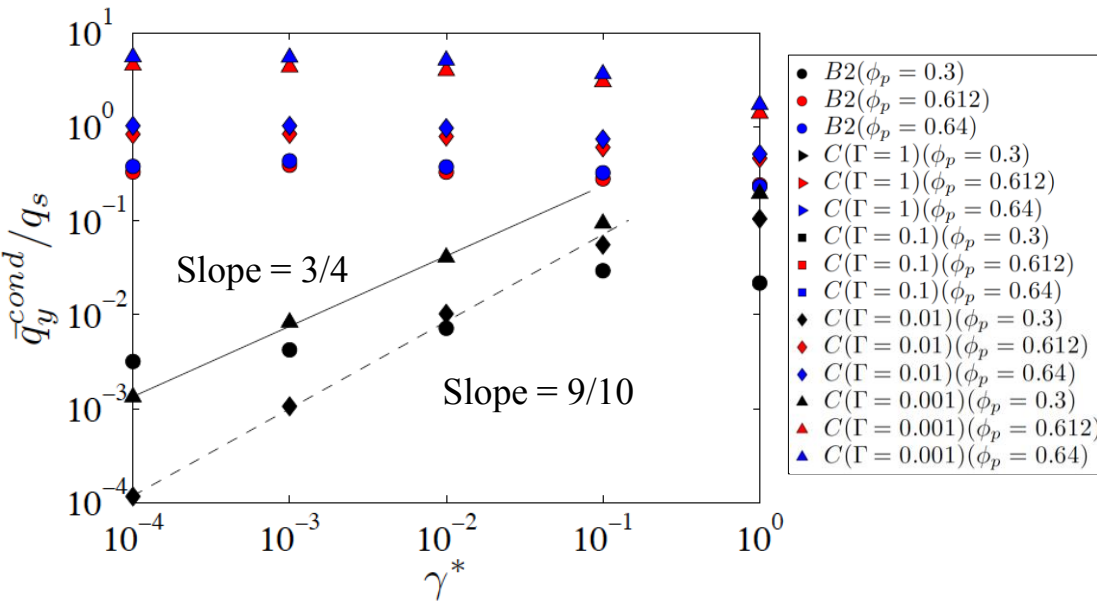 10^1
10^0
10^{-1}
10^{-2}
10^{-3}
10^{-4}
\bar{q}_y^{cond}/q_s
Slope = 3/4
Slope = 9/10
10^{-4} 10^{-3} 10^{-2} 10^{-1} 10^0
γ*
B2(ϕ_p = 0.3)
B2(ϕ_p = 0.612)
B2(ϕ_p = 0.64)
C(Γ = 1)(ϕ_p = 0.3)
C(Γ = 1)(ϕ_p = 0.612)
C(Γ = 1)(ϕ_p = 0.64)
C(Γ = 0.1)(ϕ_p = 0.3)
C(Γ = 0.1)(ϕ_p = 0.612)
C(Γ = 0.1)(ϕ_p = 0.64)
C(Γ = 0.01)(ϕ_p = 0.3)
C(Γ = 0.01)(ϕ_p = 0.612)
C(Γ = 0.01)(ϕ_p = 0.64)
C(Γ = 0.001)(ϕ_p = 0.3)
C(Γ = 0.001)(ϕ_p = 0.612)
C(Γ = 0.001)(ϕ_p = 0.64)